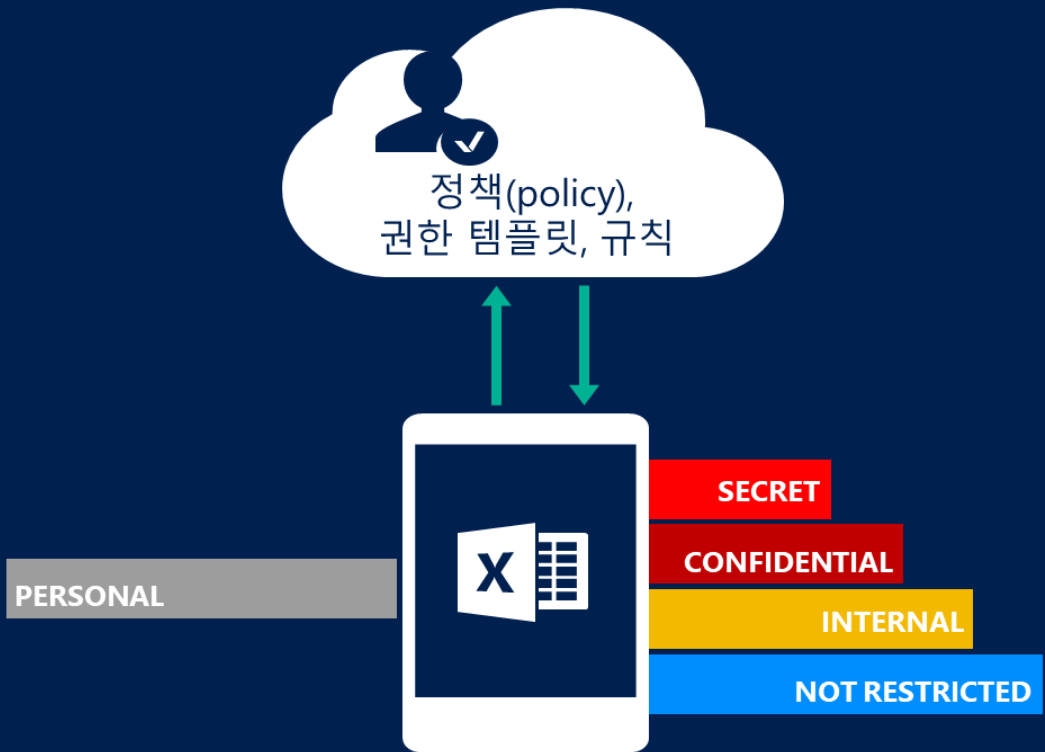 정책(policy),
권한 템플릿, 규칙
SECRET
CONFIDENTIAL
PERSONAL
X
INTERNAL
NOT RESTRICTED